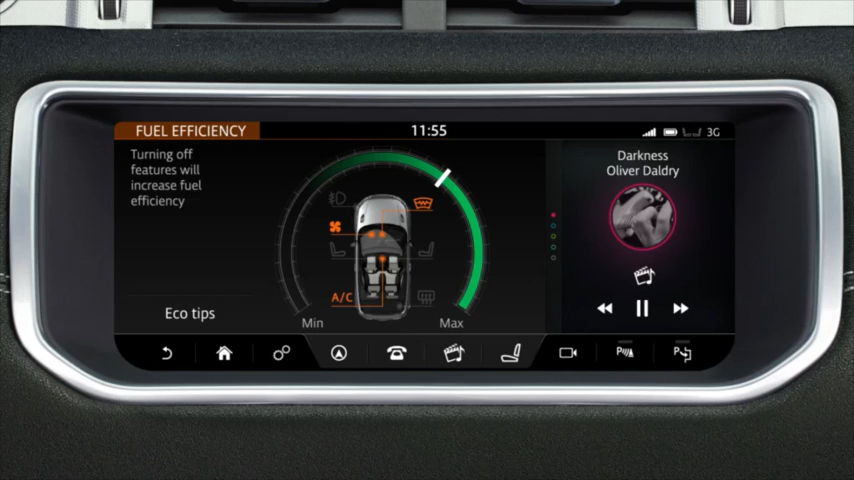 FUEL EFFICIENCY
11:55
3G
Turning off
features will
increase fuel
efficiency
Darkness
Oliver Daldry
A/C
Eco tips
Min
Max
P
P